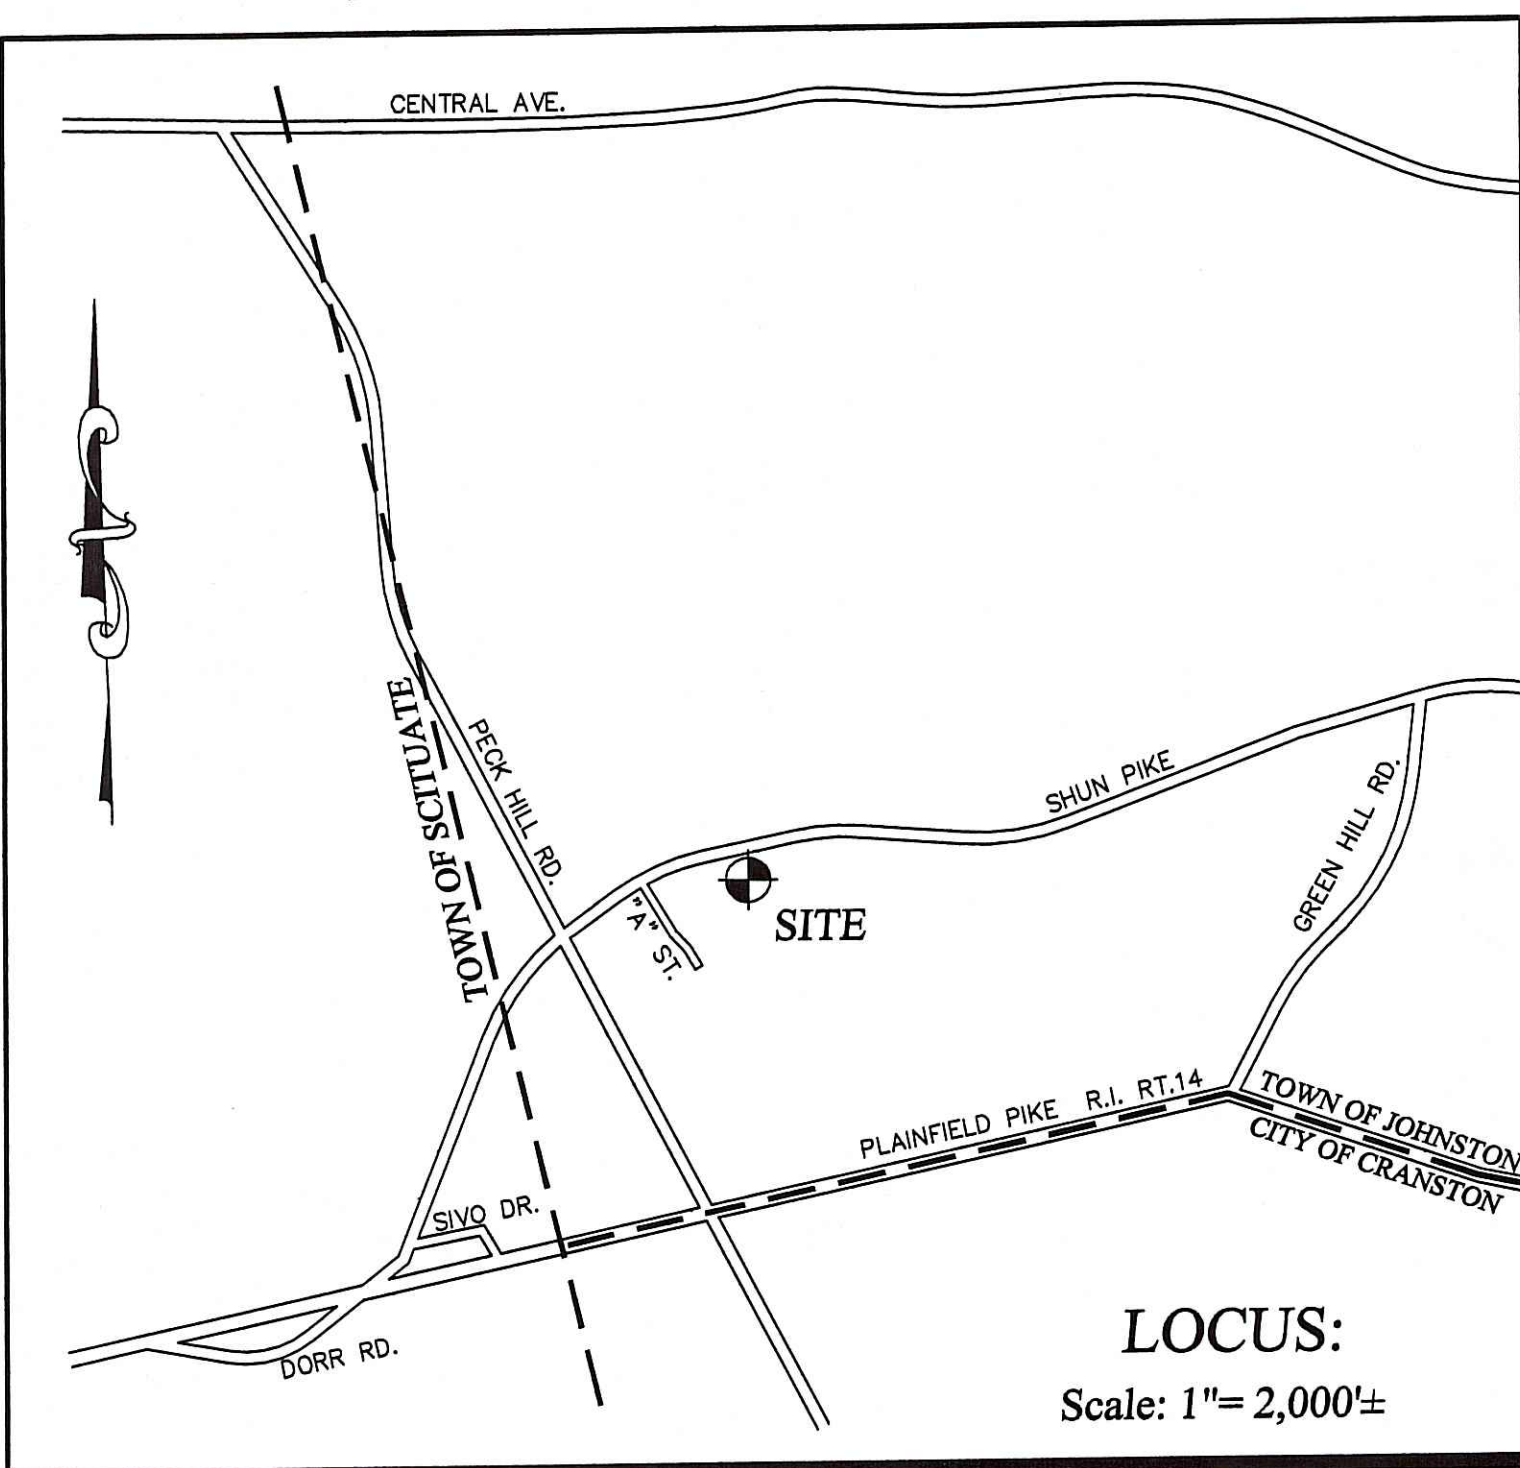 CENTRAL AVE.
TOWN OF SCITUATE
PECK HILL RD.
SHUN PIKE
GREEN HILL RD.
"A" ST.
SITE
PLAINFIELD PIKE R.I. RT.14
TOWN OF JOHNSTON
CITY OF CRANSTON
SIVO DR.
DORR RD.
LOCUS:
Scale: 1"= 2,000'±